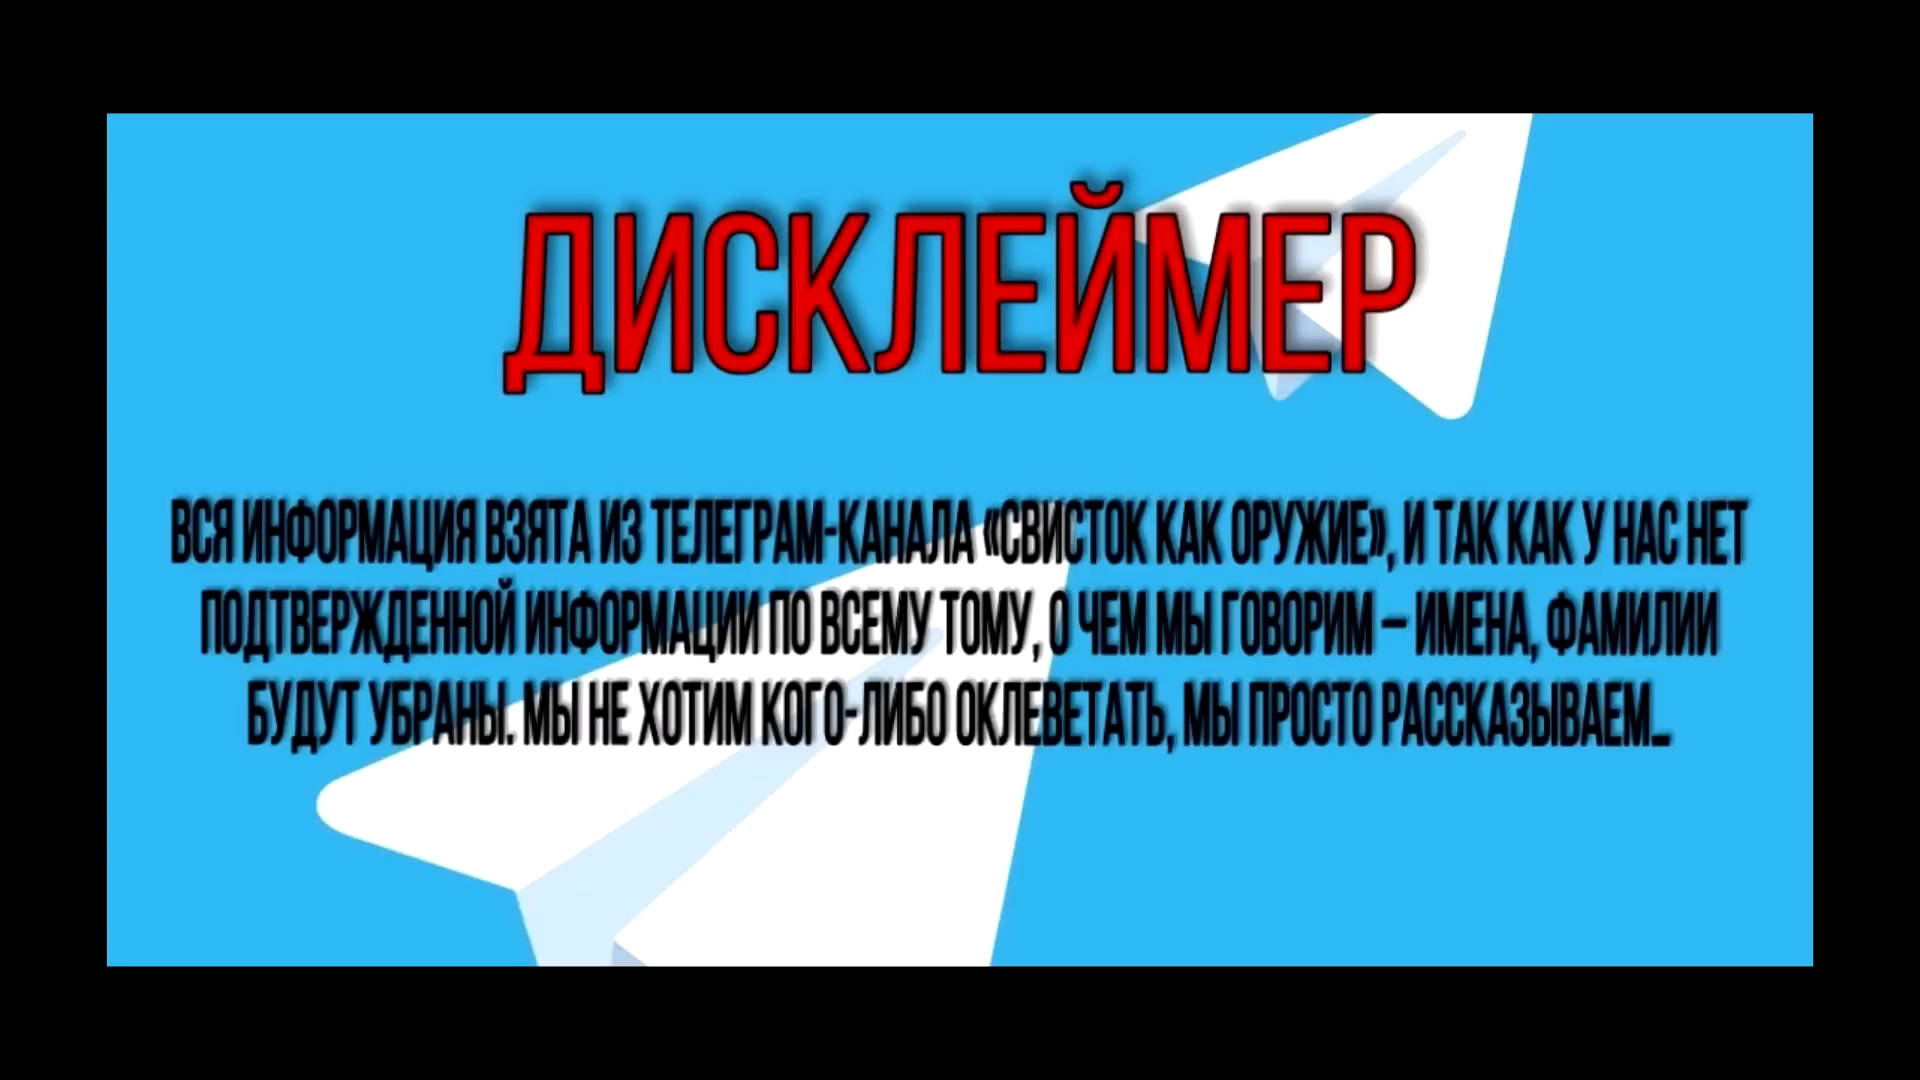 ДИСКЛЕЙМЕР
ВСЯ ИНФОРМАЦИЯ ВЗЯТА ИЗ ТЕЛЕГРАМ-КАНАЛА «СВИСТОК КАК ОРУЖИЕ», И ТАК КАК У НАС НЕТ
ПОДТВЕРЖДЕННОЙ ИНФОРМАЦИИ ПО ВСЕМУ ТОМУ, О ЧЕМ МЫ ГОВОРИМ – ИМЕНА, ФАМИЛИИ
БУДУТ УБРАНЫ. МЫ НЕ ХОТИМ КОГО-ЛИБО ОКЛЕВЕТАТЬ, МЫ ПРОСТО РАССКАЗЫВАЕМ...